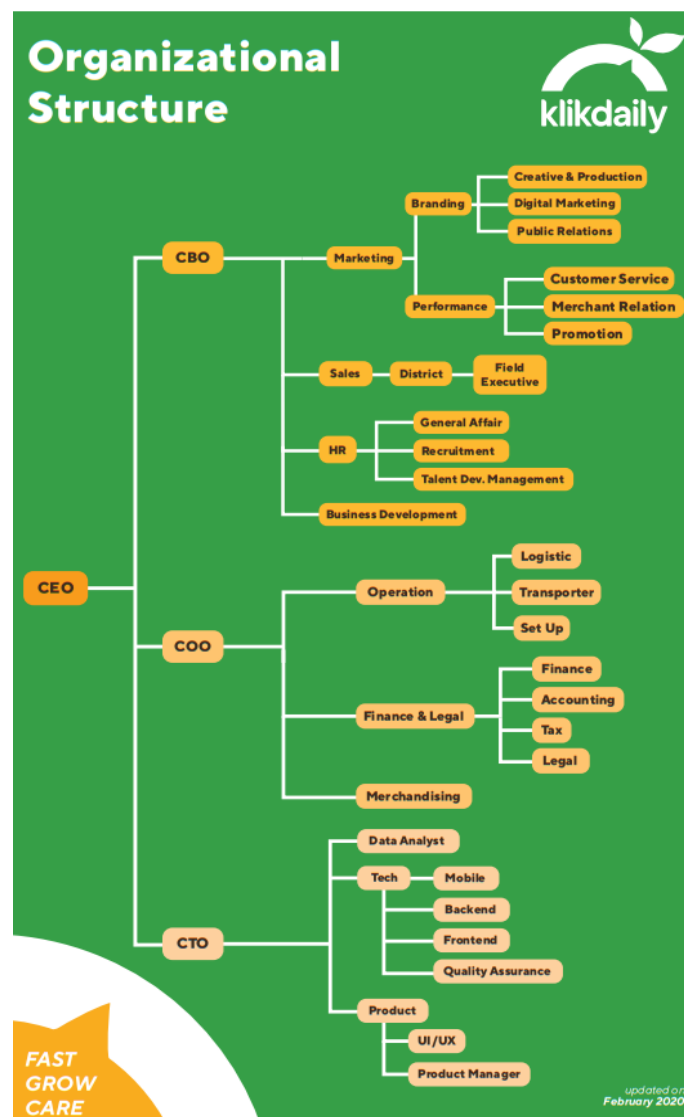 Organizational
Structure
klikdaily
Creative & Production
Branding
Digital Marketing
Public Relations
CBO
Marketing
Customer Service
Performance
Merchant Relation
Promotion
Sales
District
Field
Executive
General Affair
HR
Recruitment
Talent Dev. Management
Business Development
CEO
Logistic
Operation
Transporter
Set Up
COO
Finance
Accounting
Finance & Legal
Tax
Legal
Merchandising
Data Analyst
Tech
Mobile
Backend
Frontend
CTO
Quality Assurance
Product
UI/UX
Product Manager
FAST
GROW
CARE
updated on
February 2020